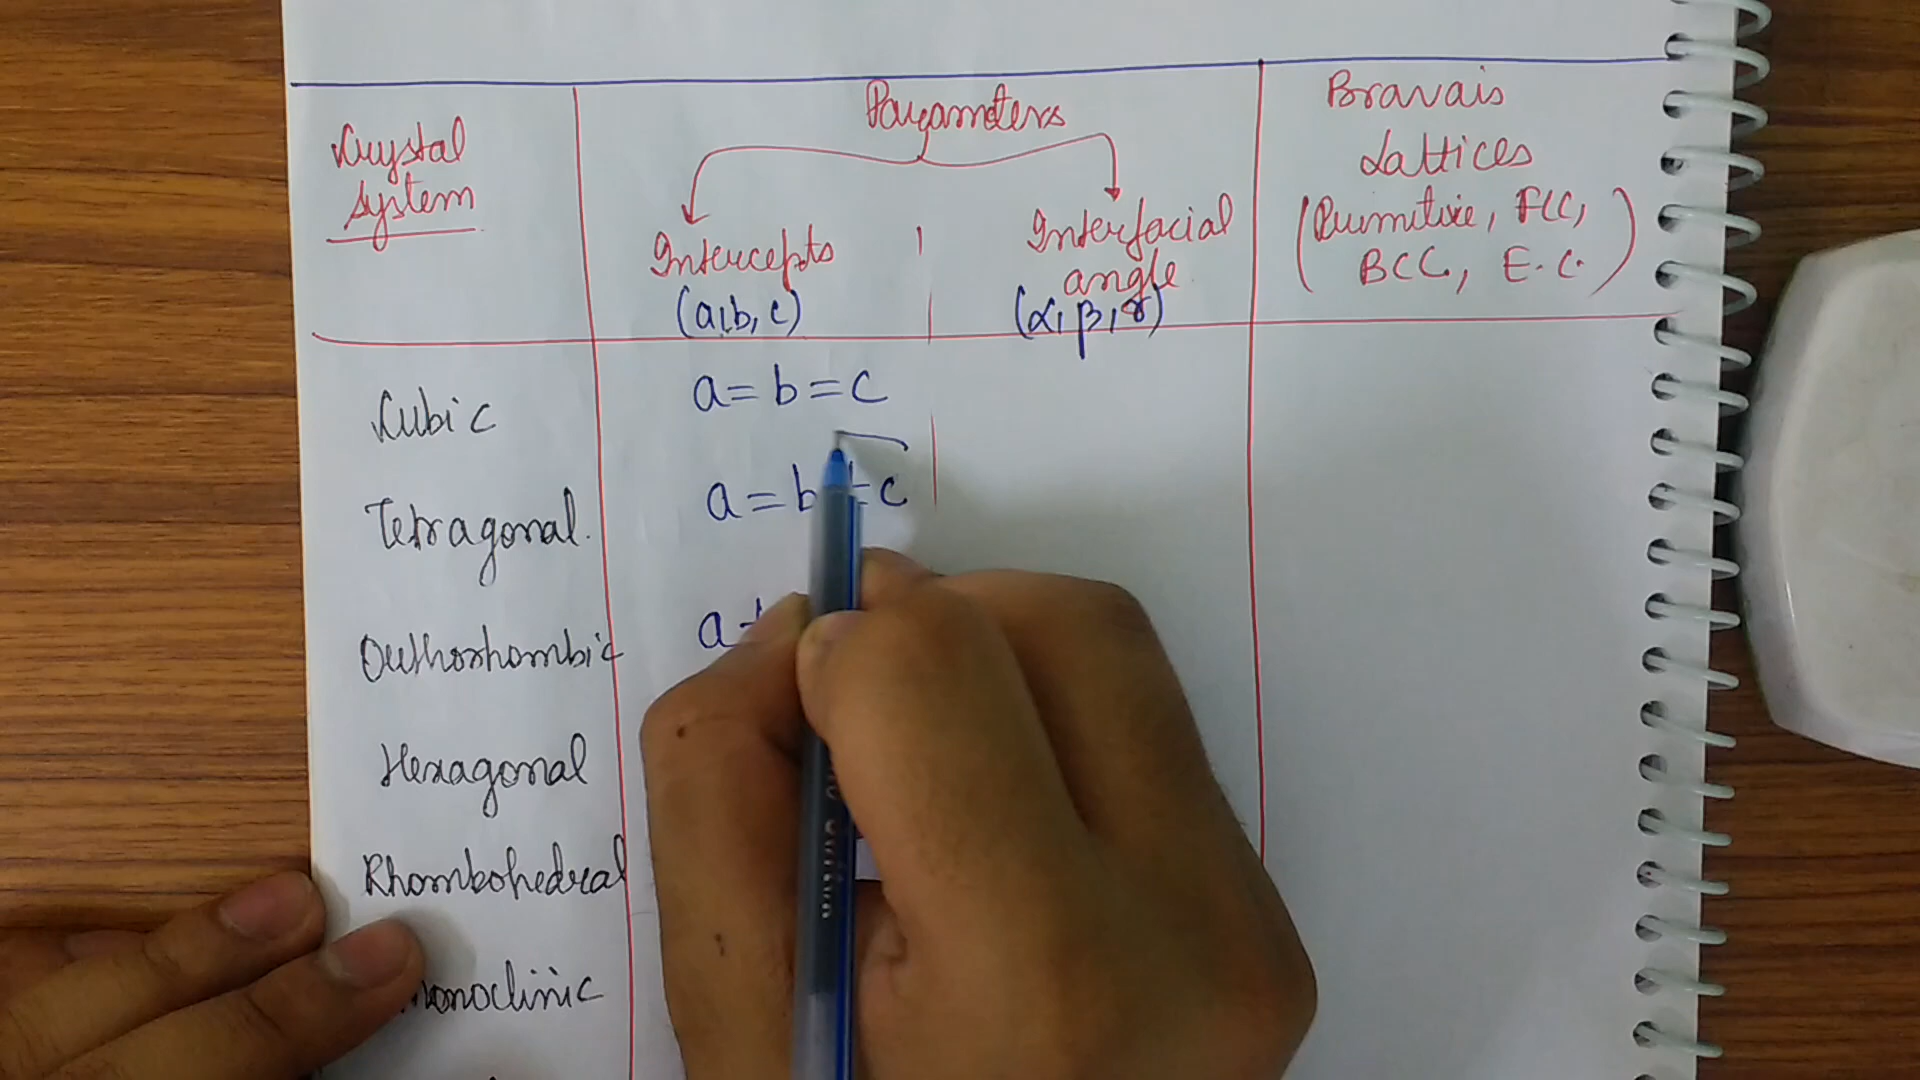 Parameters
Crystal
system
Intercepts
(a,b,c)
Interfacial
angle
(α,β,γ)
Bravais
Lattices
(Primitive, FCC,
BCC, E.C.)
Cubic
a=b=c
Tetragonal.
a=b≠c
Orthorhombic
a
Hexagonal
Rhombohedral
monoclinic